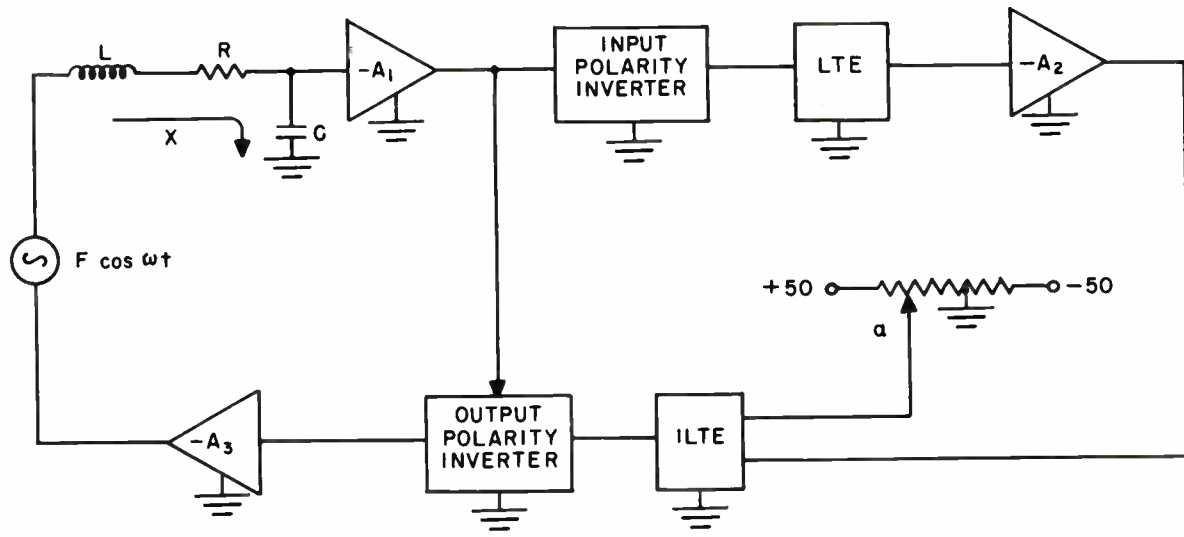 L
R
X
C
-A1
INPUT
POLARITY
INVERTER
LTE
-A2
F cos ωt
+50
-50
a
-A3
OUTPUT
POLARITY
INVERTER
ILTE